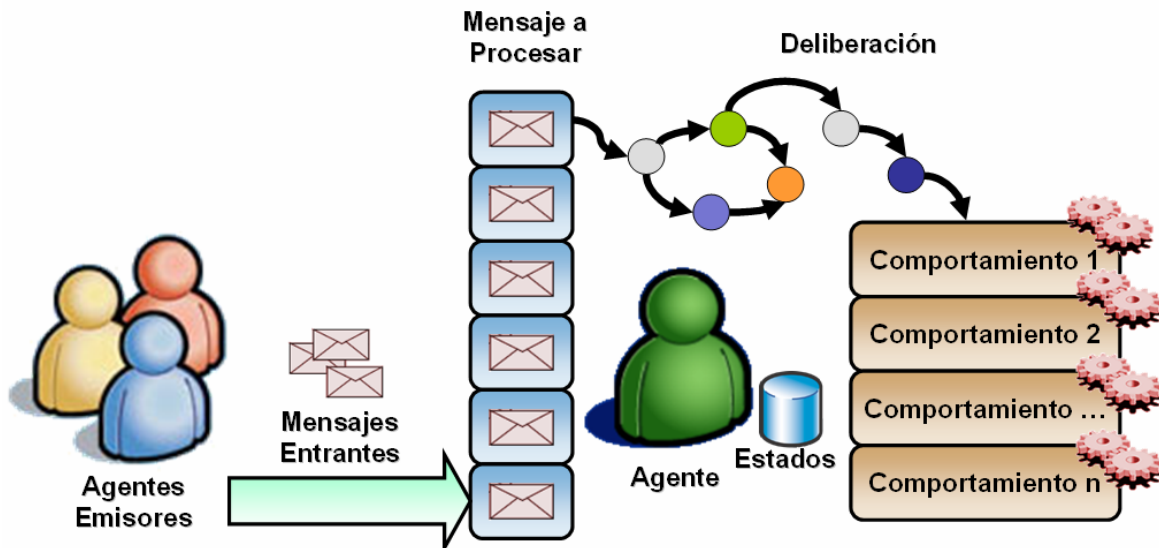 Mensaje a
Procesar
Deliberación
Comportamiento 1
Comportamiento 2
Comportamiento ...
Comportamiento n
Mensajes
Entrantes
Agentes
Emisores
Agente
Estados